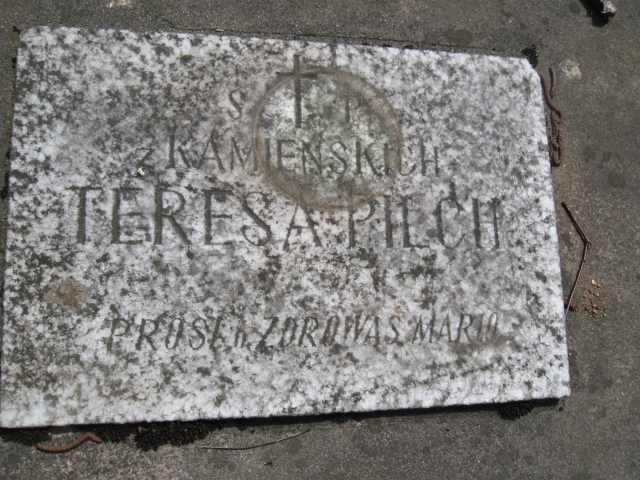 Ś P
z KAMIEŃSKICH
TERESA PILCH
PROSI o ZDROWAŚ MARIO